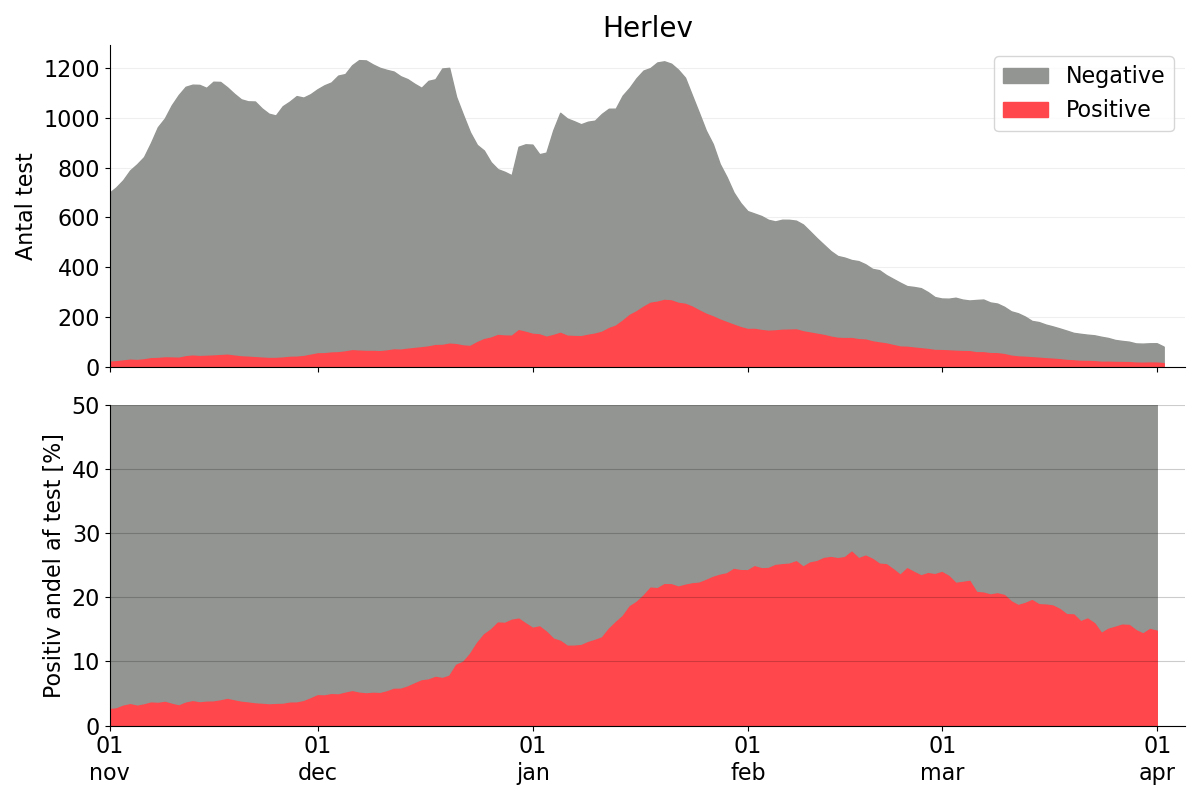 Herlev
Negative
Positive
Antal test
1200
1000
800
600
400
200
0
Positiv andel af test [%]
50
40
30
20
10
0
01 01 01 01 01 01
nov dec jan feb mar apr